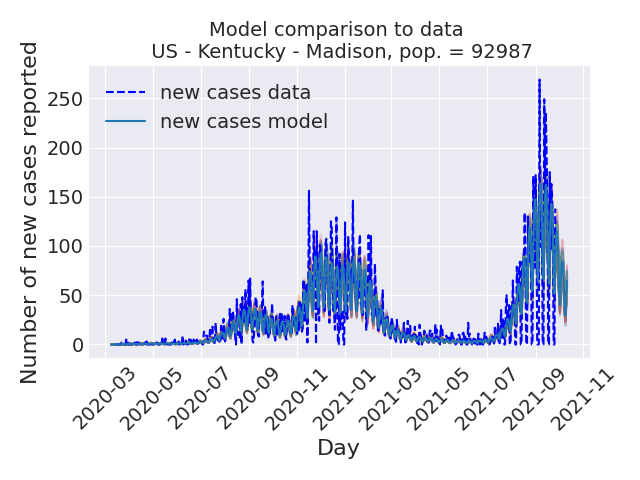 Model comparison to data
US - Kentucky - Madison, pop. = 92987
Number of new cases reported
250
200
150
100
50
0
new cases data
new cases model
2020-03
2020-05
2020-07
2020-09
2020-11
2021-01
2021-03
2021-05
2021-07
2021-09
2021-11
Day